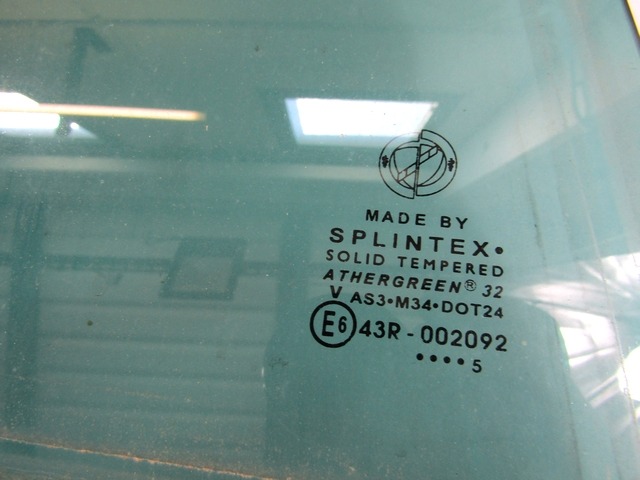 MADE BY
SPLINTEX•
SOLID TEMPERED
ATHERGREEN® 32
V AS3•M34•DOT24
E6 43R - 002092
•••• 5